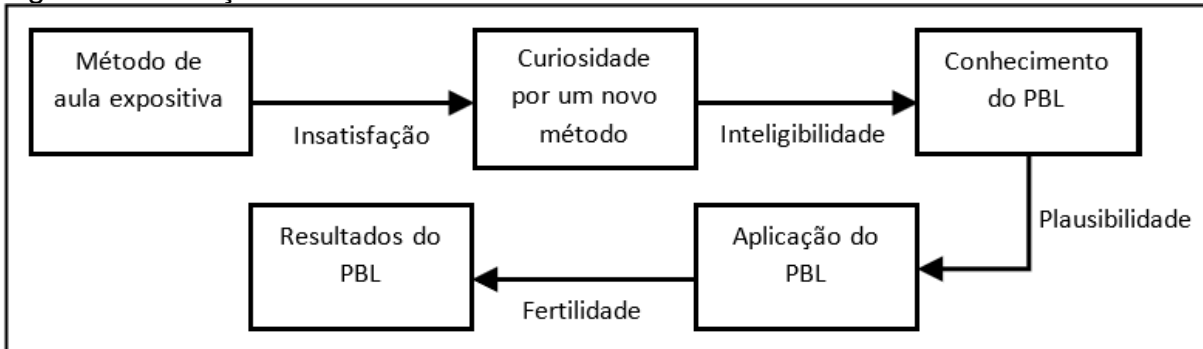 Método de
aula expositiva
Insatisfação
Curiosidade
por um novo
método
Inteligibilidade
Conhecimento
do PBL
Plausibilidade
Aplicação do
PBL
Fertilidade
Resultados do
PBL